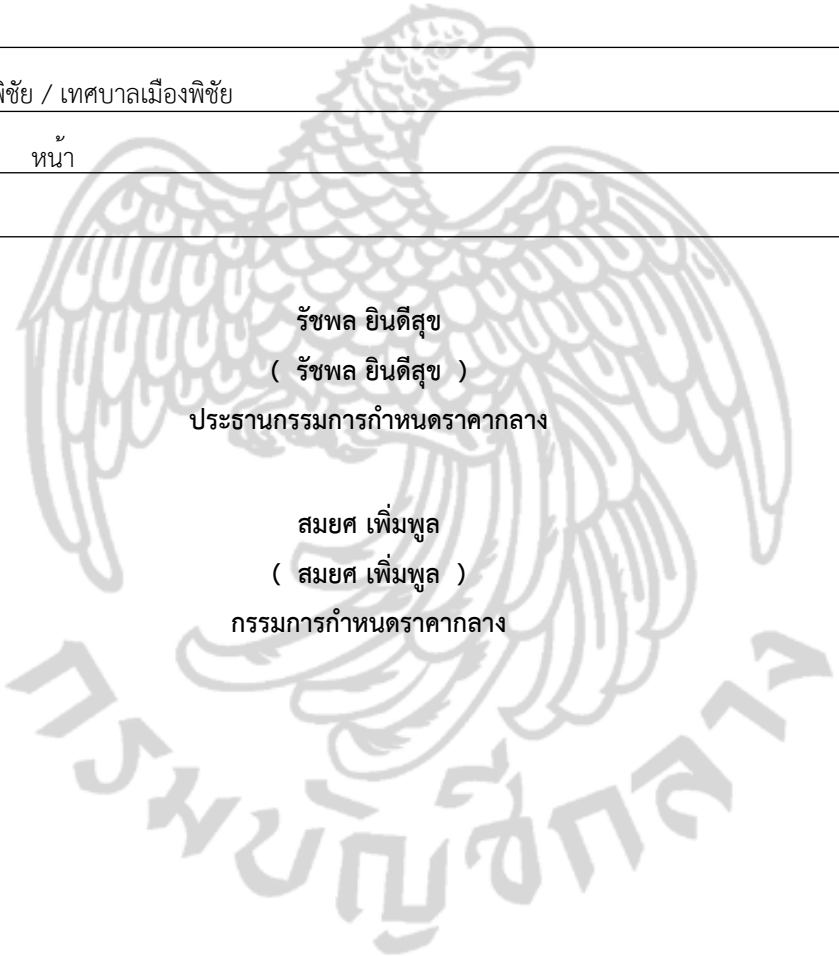 พิชัย / เทศบาลเมืองพิชัย
หน้า
รัชพล ยินดีสุข
( รัชพล ยินดีสุข )
ประธานกรรมการกำหนดราคากลาง
สมยศ เพิ่มพูล
( สมยศ เพิ่มพูล )
กรรมการกำหนดราคากลาง
กรมบัญชีกลาง